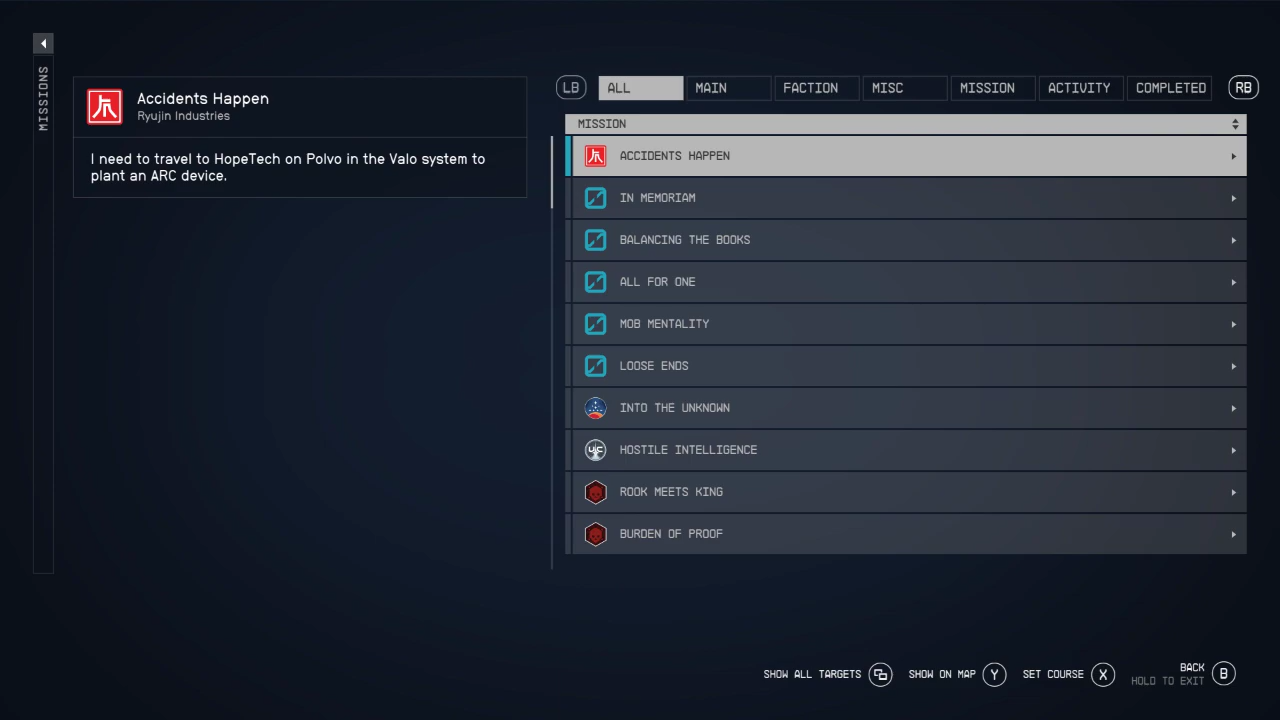 MISSIONS
Accidents Happen
Ryujin Industries
I need to travel to HopeTech on Polvo in the Valo system to
plant an ARC device.
LB
ALL
MAIN
FACTION
MISC
MISSION
ACTIVITY
COMPLETED
RB
MISSION
ACCIDENTS HAPPEN
IN MEMORIAM
BALANCING THE BOOKS
ALL FOR ONE
MOB MENTALITY
LOOSE ENDS
INTO THE UNKNOWN
UC
HOSTILE INTELLIGENCE
ROOK MEETS KING
BURDEN OF PROOF
SHOW ALL TARGETS
SHOW ON MAP Y
SET COURSE X
BACK B
HOLD TO EXIT